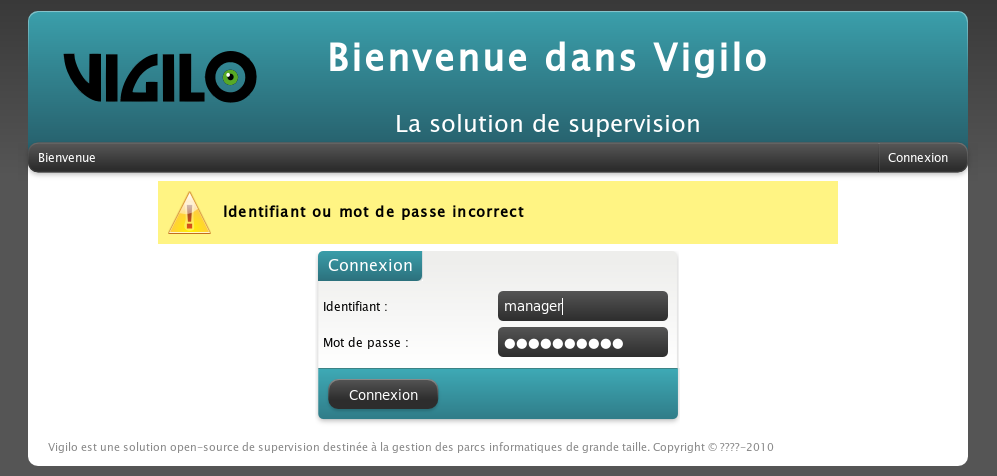 VIGILO
Bienvenue dans Vigilo
La solution de supervision
Bienvenue
Connexion
Identifiant ou mot de passe incorrect
Connexion
Identifiant :
manager
Mot de passe :
●●●●●●●●●●
Connexion
Vigilo est une solution open-source de supervision destinée à la gestion des parcs informatiques de grande taille. Copyright © ????-2010